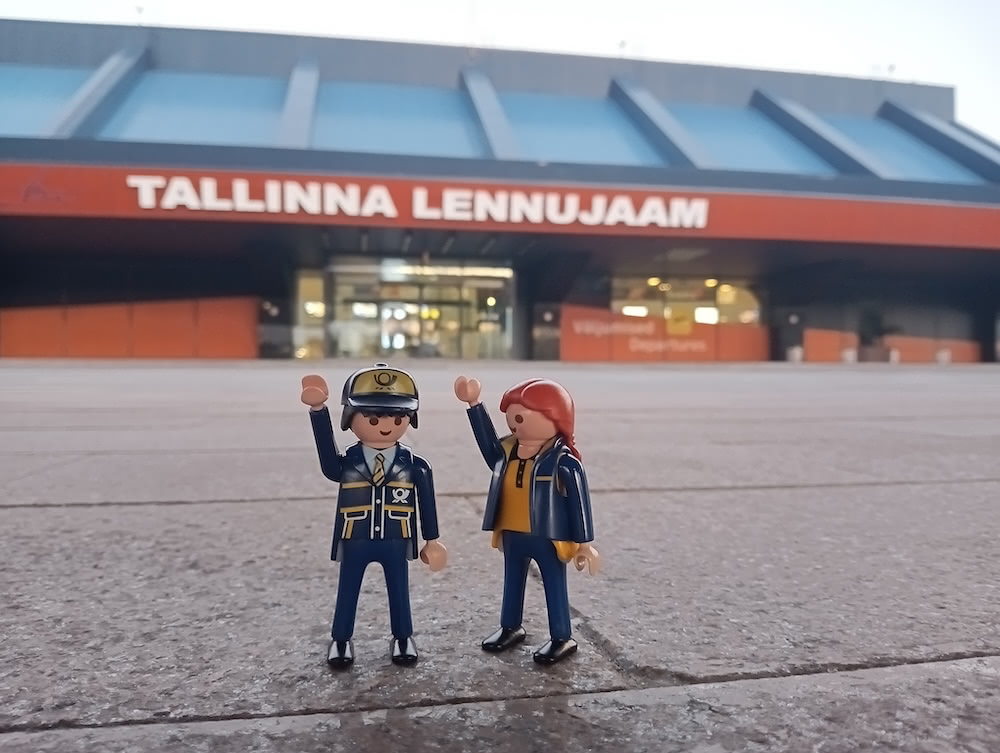 TALLINNA LENNUJAAM
Väljumised
Departures